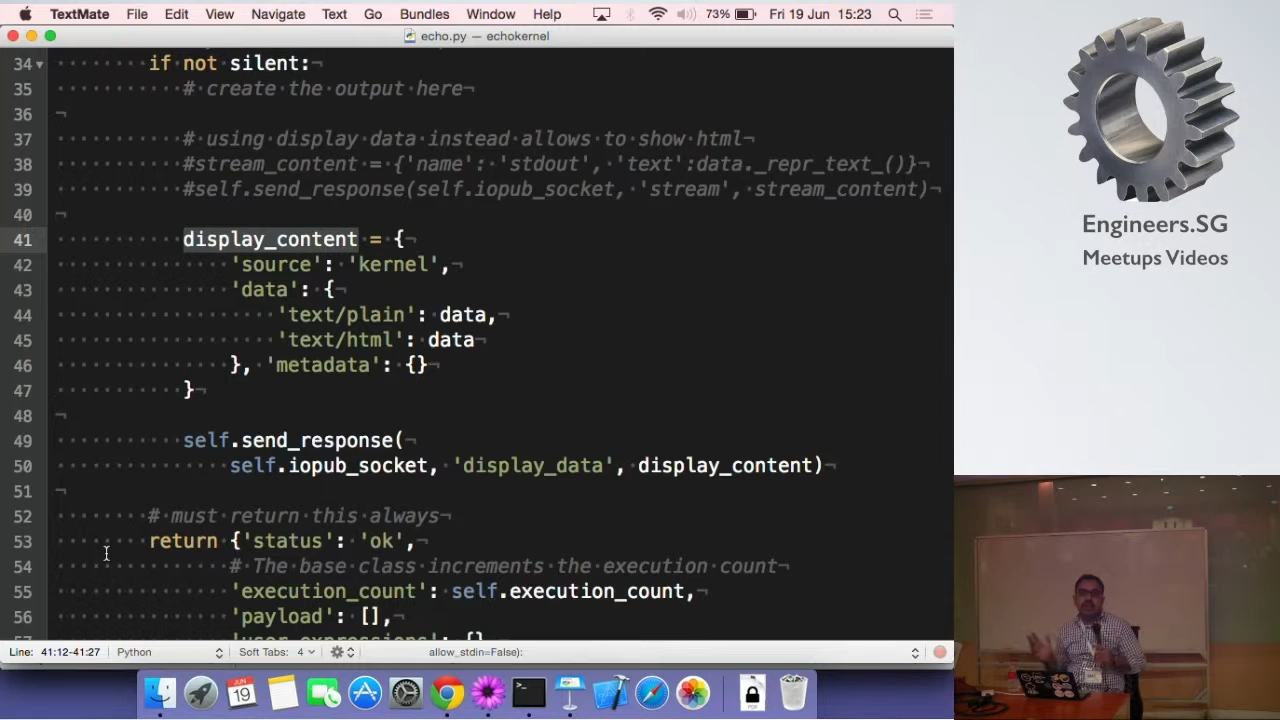 TextMate File Edit View Navigate Text Go Bundles Window Help 73% Fri 19 Jun 15:23
echo.py — echokernel
34 if not silent:
35 # create the output here
36
37 # using display data instead allows to show html
38 #stream_content = {'name': 'stdout', 'text':data._repr_text_()}
39 #self.send_response(self.iopub_socket, 'stream', stream_content)
40
41 display_content = {
42 'source': 'kernel',
43 'data': {
44 'text/plain': data,
45 'text/html': data
46 }, 'metadata': {}
47 }
48
49 self.send_response(
50 self.iopub_socket, 'display_data', display_content)
51
52 # must return this always
53 return {'status': 'ok',
54 # The base class increments the execution count
55 'execution_count': self.execution_count,
56 'payload': [],
57 'user_expressions': {}
Line: 41:12-41:27 Python Soft Tabs: 4 allow_stdin=False):
JUN
19
PDF
Engineers.SG
Meetups Videos